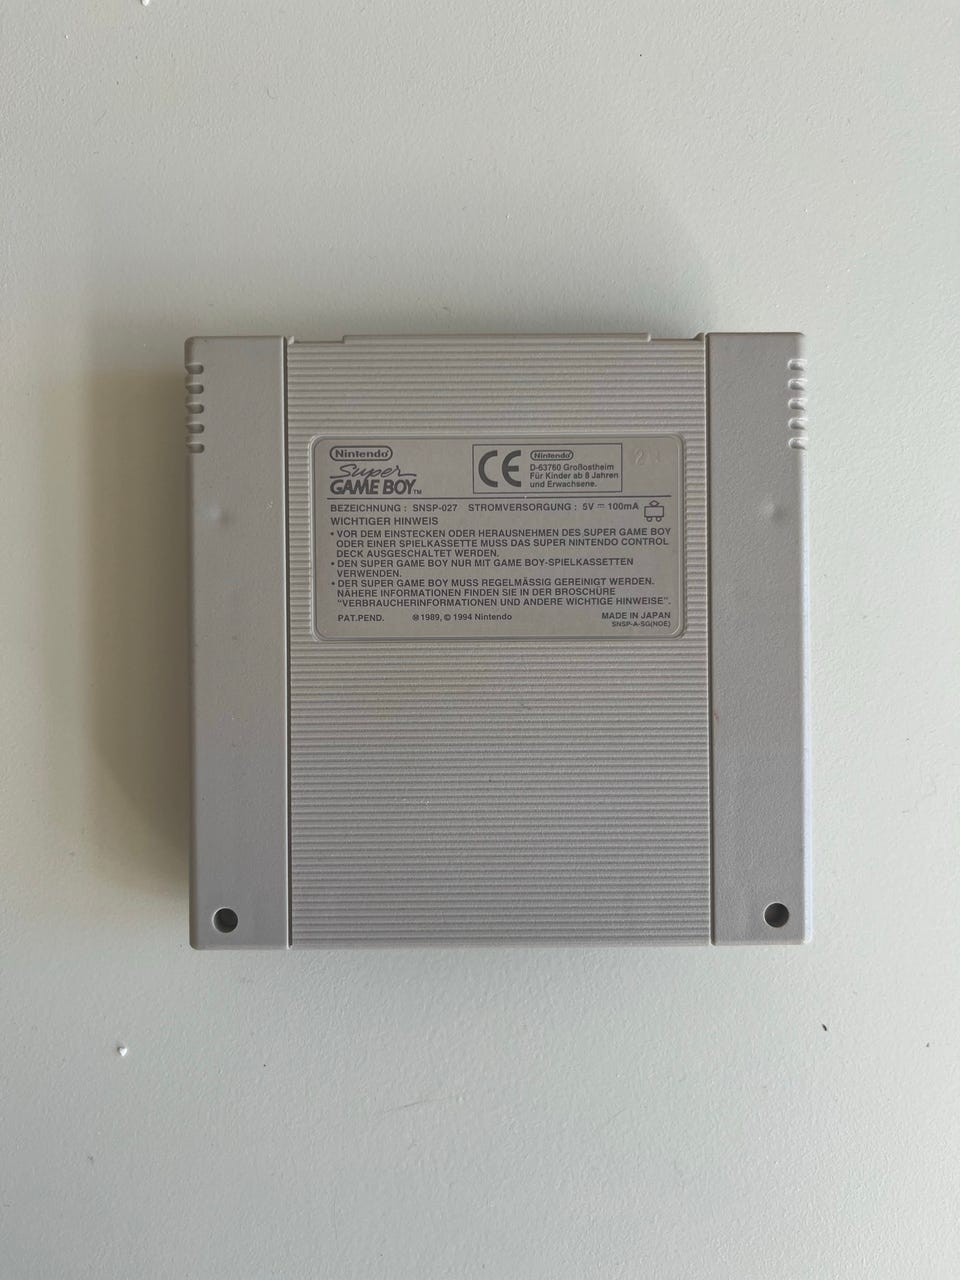 Nintendo
Super
GAME BOY™
CE
Nintendo
D-63760 Großostheim
Für Kinder ab 8 Jahren
und Erwachsene.
BEZEICHNUNG : SNSP-027 STROMVERSORGUNG : 5V ⎓ 100mA
WICHTIGER HINWEIS
• VOR DEM EINSTECKEN ODER HERAUSNEHMEN DES SUPER GAME BOY
ODER EINER SPIELKASSETTE MUSS DAS SUPER NINTENDO CONTROL
DECK AUSGESCHALTET WERDEN.
• DEN SUPER GAME BOY NUR MIT GAME BOY-SPIELKASSETTEN
VERWENDEN.
• DER SUPER GAME BOY MUSS REGELMÄSSIG GEREINIGT WERDEN.
NÄHERE INFORMATIONEN FINDEN SIE IN DER BROSCHÜRE
"VERBRAUCHERINFORMATIONEN UND ANDERE WICHTIGE HINWEISE".
PAT.PEND. Ⓜ 1989, © 1994 Nintendo MADE IN JAPAN
SNSP-A-SG(NOE)